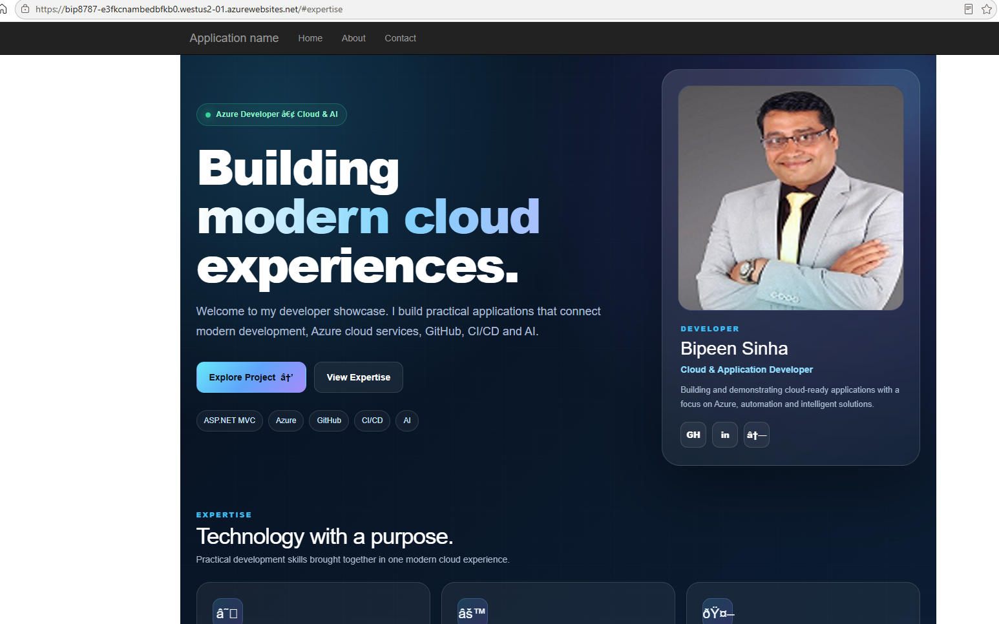 https://bip8787-e3fkcnambedbfkb0.westus2-01.azurewebsites.net/#expertise
Application name Home About Contact
Azure Developer â€¢ Cloud & AI
Building
modern cloud
experiences.
Welcome to my developer showcase. I build practical applications that connect
modern development, Azure cloud services, GitHub, CI/CD and AI.
Explore Project â†’ View Expertise
ASP.NET MVC Azure GitHub CI/CD AI
DEVELOPER
Bipeen Sinha
Cloud & Application Developer
Building and demonstrating cloud-ready applications with a
focus on Azure, automation and intelligent solutions.
GH in â†—
EXPERTISE
Technology with a purpose.
Practical development skills brought together in one modern cloud experience.
â˜ âš™ ðŸ¤–